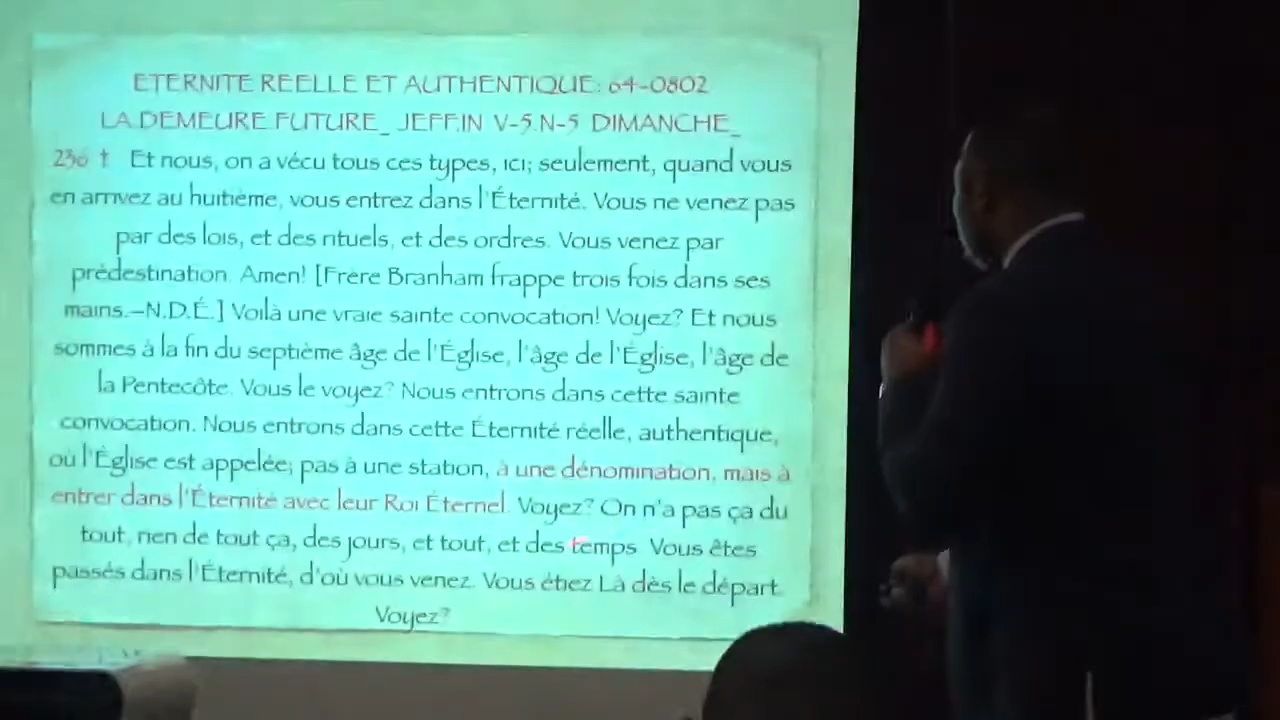 ETERNITE REELLE ET AUTHENTIQUE: 64-0802
LA DEMEURE FUTURE_ JEFF.IN V-5 N-5 DIMANCHE_
236 † Et nous, on a vécu tous ces types, ici; seulement, quand vous
en arrivez au huitième, vous entrez dans l'Éternité. Vous ne venez pas
par des lois, et des rituels, et des ordres. Vous venez par
prédestination. Amen! [Frère Branham frappe trois fois dans ses
mains.—N.D.É.] Voilà une vraie sainte convocation! Voyez? Et nous
sommes à la fin du septième âge de l'Église, l'âge de l'Église, l'âge de
la Pentecôte. Vous le voyez? Nous entrons dans cette sainte
convocation. Nous entrons dans cette Éternité réelle, authentique,
où l'Église est appelée; pas à une station, à une dénomination, mais à
entrer dans l'Éternité avec leur Roi Éternel. Voyez? On n'a pas ça du
tout, rien de tout ça, des jours, et tout, et des temps. Vous êtes
passés dans l'Éternité, d'où vous venez. Vous étiez Là dès le départ.
Voyez?